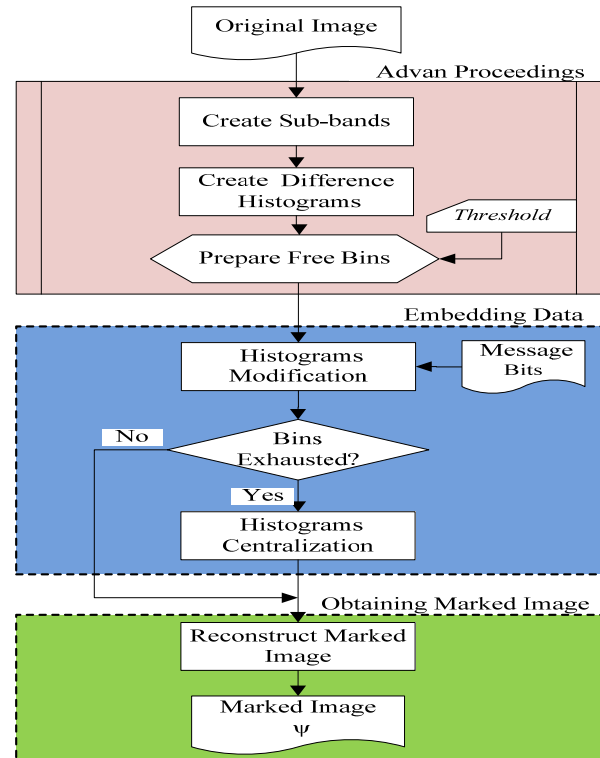 Original Image
Advan Proceedings
Create Sub-bands
Create Difference
Histograms
Threshold
Prepare Free Bins
Embedding Data
Histograms
Modification
Message
Bits
No
Bins
Exhausted?
Yes
Histograms
Centralization
Obtaining Marked Image
Reconstruct Marked
Image
Marked Image
Ψ